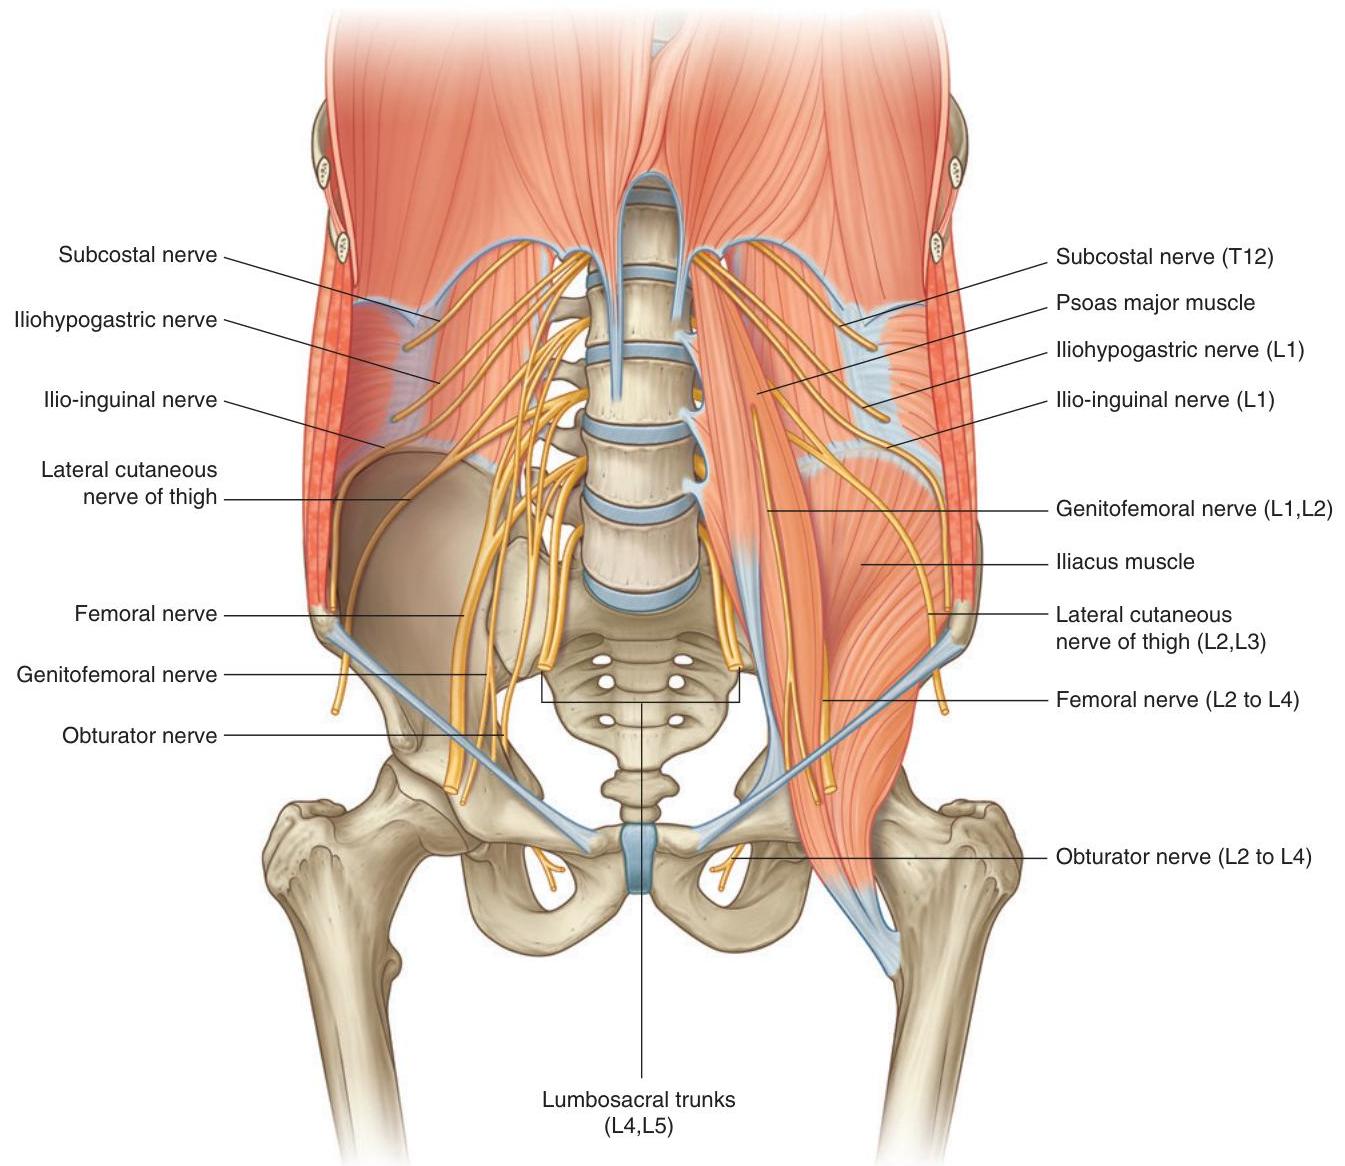 Subcostal nerve
Iliohypogastric nerve
Ilio-inguinal nerve
Lateral cutaneous
nerve of thigh
Femoral nerve
Genitofemoral nerve
Obturator nerve
Subcostal nerve (T12)
Psoas major muscle
Iliohypogastric nerve (L1)
Ilio-inguinal nerve (L1)
Genitofemoral nerve (L1,L2)
Iliacus muscle
Lateral cutaneous
nerve of thigh (L2,L3)
Femoral nerve (L2 to L4)
Obturator nerve (L2 to L4)
Lumbosacral trunks
(L4,L5)